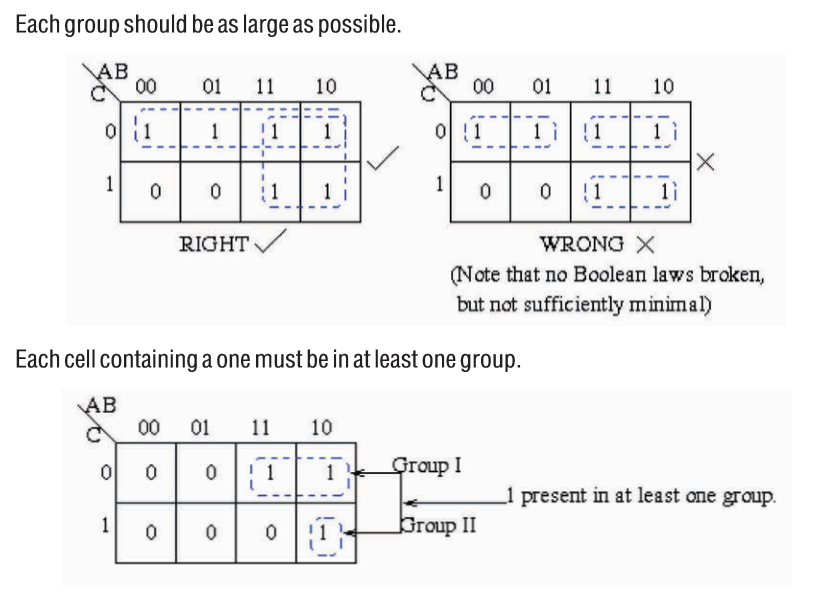 Each group should be as large as possible.
AB 00 01 11 10
C
0 1 1 1 1
1 0 0 1 1
RIGHT
AB 00 01 11 10
C
0 1 1 1 1
1 0 0 1 1
WRONG
(Note that no Boolean laws broken,
but not sufficiently minimal)
Each cell containing a one must be in at least one group.
AB
C 00 01 11 10
0 0 0 1 1 Group I
1 present in at least one group.
1 0 0 0 1 Group II